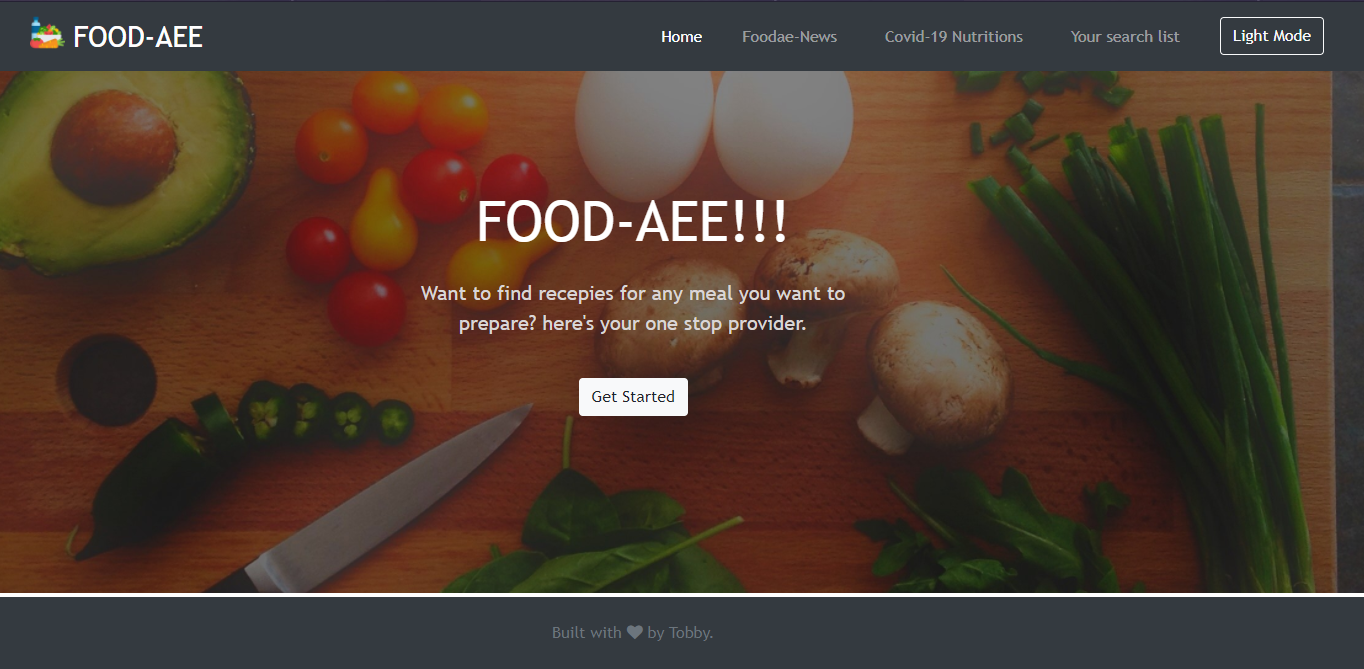 FOOD-AEE
Home
Foodae-News
Covid-19 Nutritions
Your search list
Light Mode
FOOD-AEE!!!
Want to find recepies for any meal you want to
prepare? here's your one stop provider.
Get Started
Built with ❤ by Tobby.